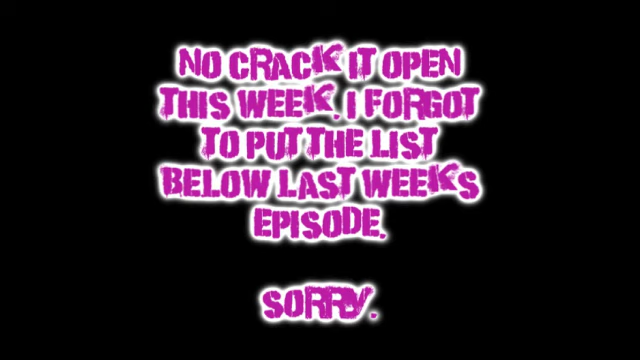 NO CRACK IT OPEN
THIS WEEK. I FORGOT
TO PUT THE LIST
BELOW LAST WEEKS
EPISODE.
SORRY.